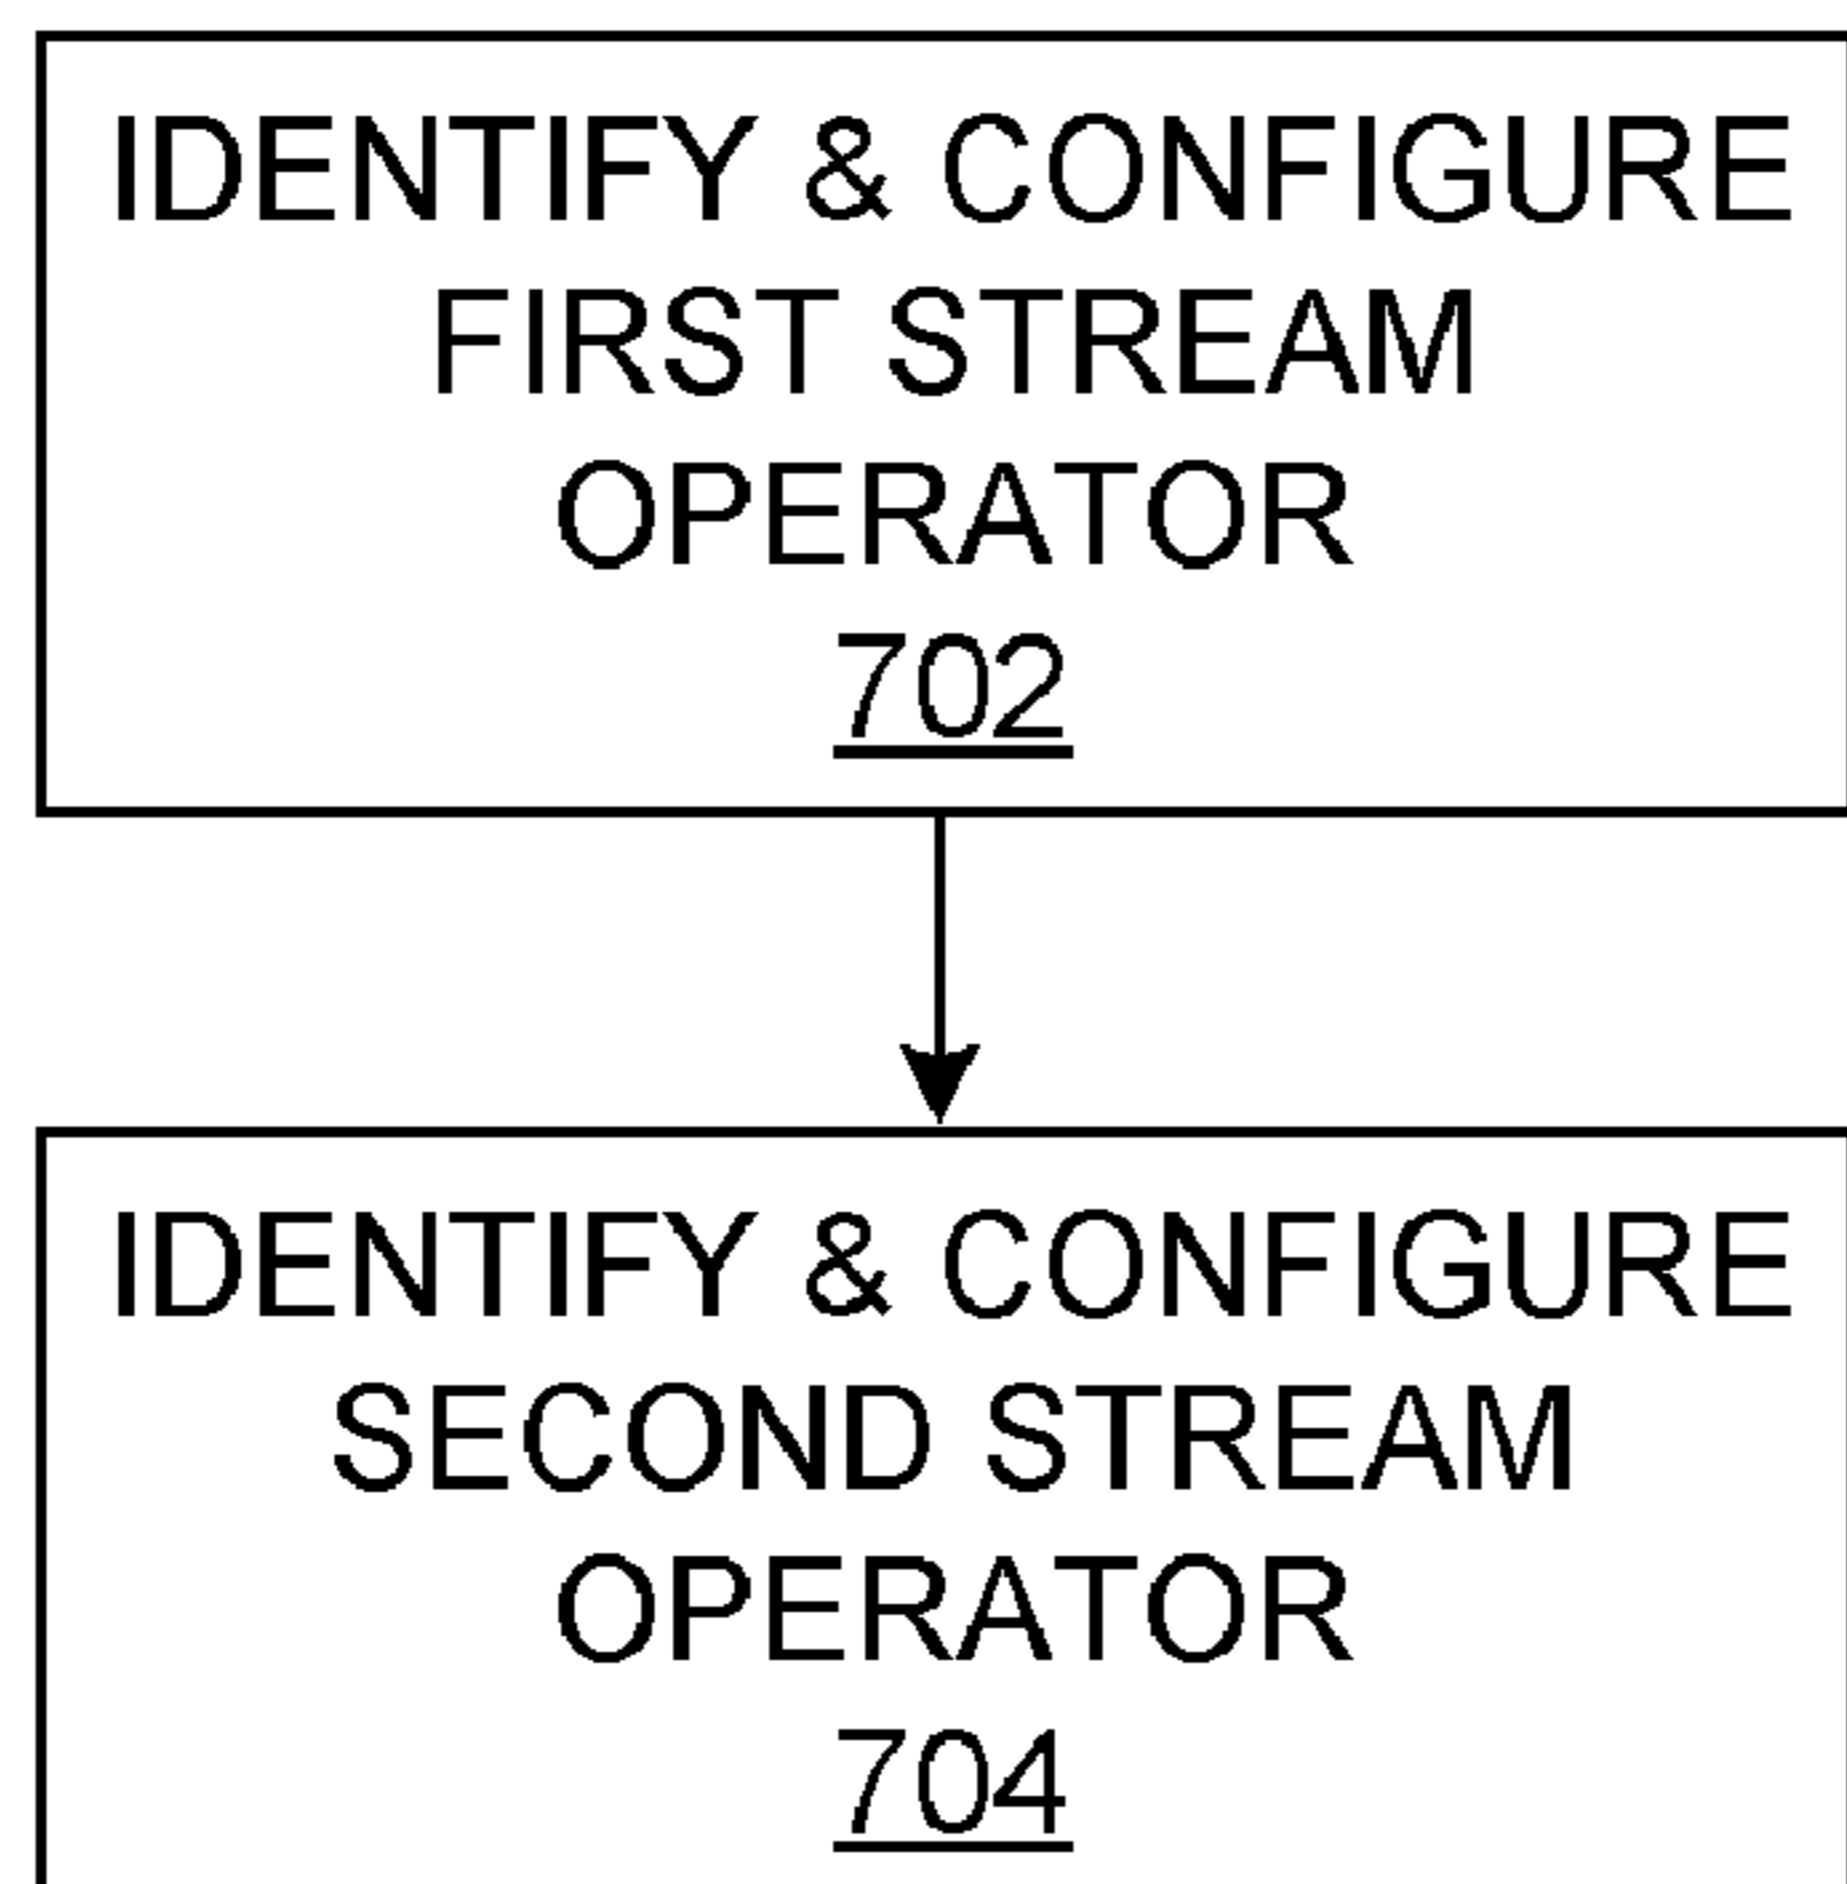 IDENTIFY & CONFIGURE
FIRST STREAM
OPERATOR
702
IDENTIFY & CONFIGURE
SECOND STREAM
OPERATOR
704